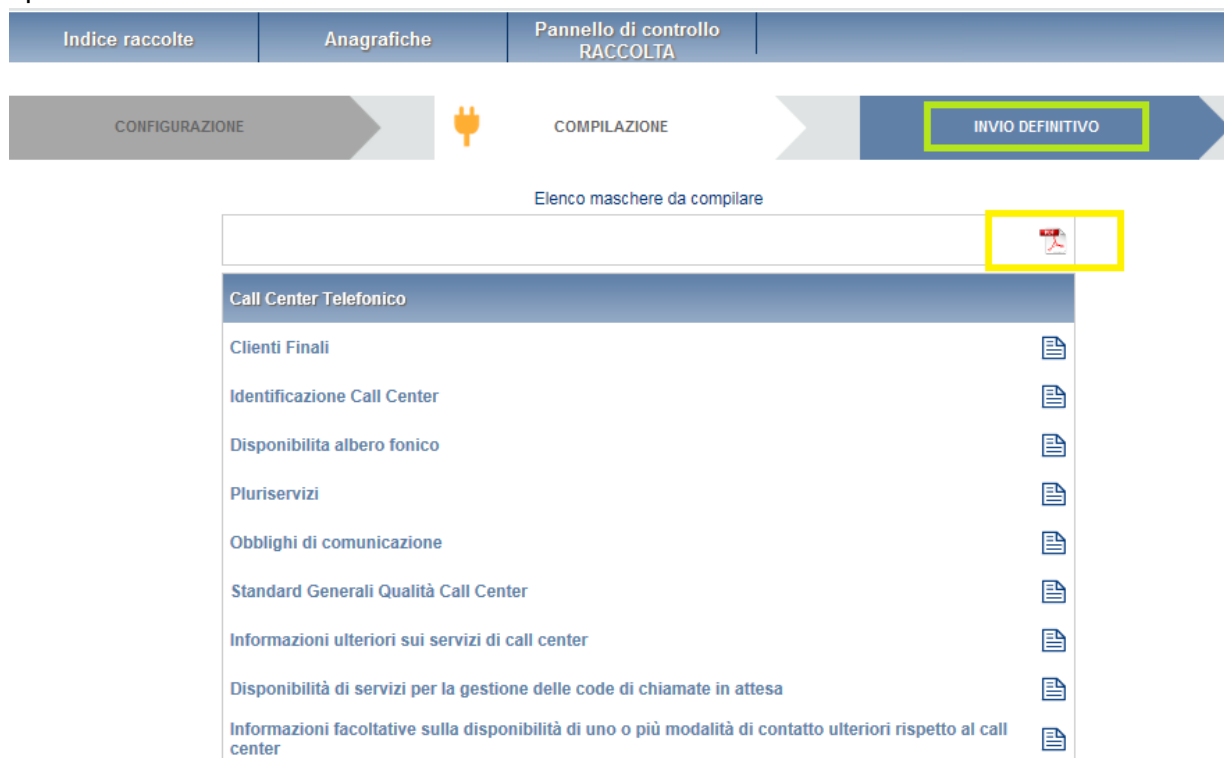 Indice raccolte
Anagrafiche
Pannello di controllo
RACCOLTA
CONFIGURAZIONE
COMPILAZIONE
INVIO DEFINITIVO
Elenco maschere da compilare
Call Center Telefonico
Clienti Finali
Identificazione Call Center
Disponibilita albero fonico
Pluriservizi
Obblighi di comunicazione
Standard Generali Qualità Call Center
Informazioni ulteriori sui servizi di call center
Disponibilità di servizi per la gestione delle code di chiamate in attesa
Informazioni facoltative sulla disponibilità di uno o più modalità di contatto ulteriori rispetto al call
center